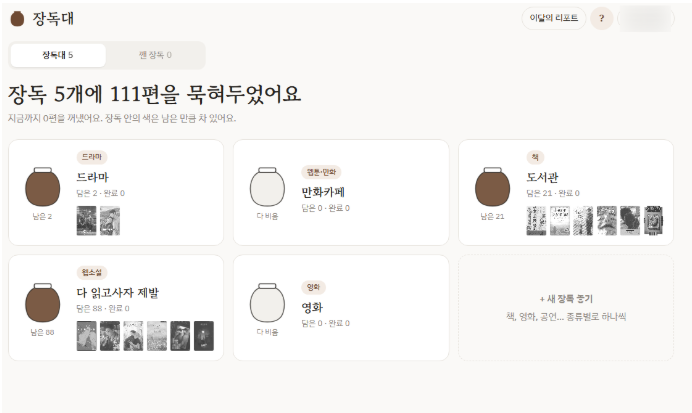 장독대
이달의 리포트
?
장독대 5
깬 장독 0
장독 5개에 111편을 묵혀두었어요
지금까지 0편을 꺼냈어요. 장독 안의 색은 남은 만큼 차 있어요.
드라마
드라마
담은 2 · 완료 0
남은 2
웹툰·만화
만화카페
담은 0 · 완료 0
다 비움
책
도서관
담은 21 · 완료 0
남은 21
웹소설
다 읽고사자 제발
담은 88 · 완료 0
남은 88
영화
영화
담은 0 · 완료 0
다 비움
+ 새 장독 놓기
책, 영화, 공연… 종류별로 하나씩